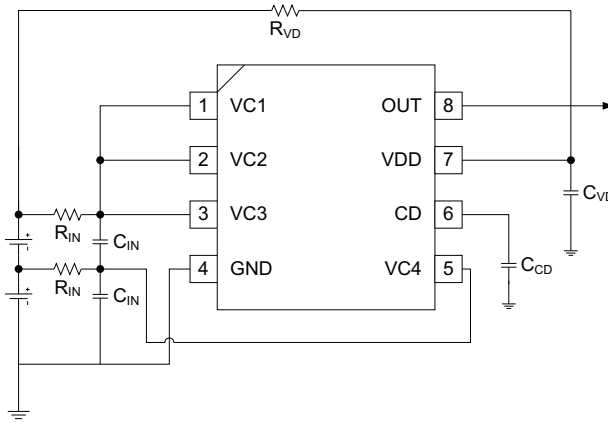 RVD
1 VC1 OUT 8
2 VC2 VDD 7
CVD
3 VC3 CD 6
RIN CIN
4 GND VC4 5
CCD
RIN CIN